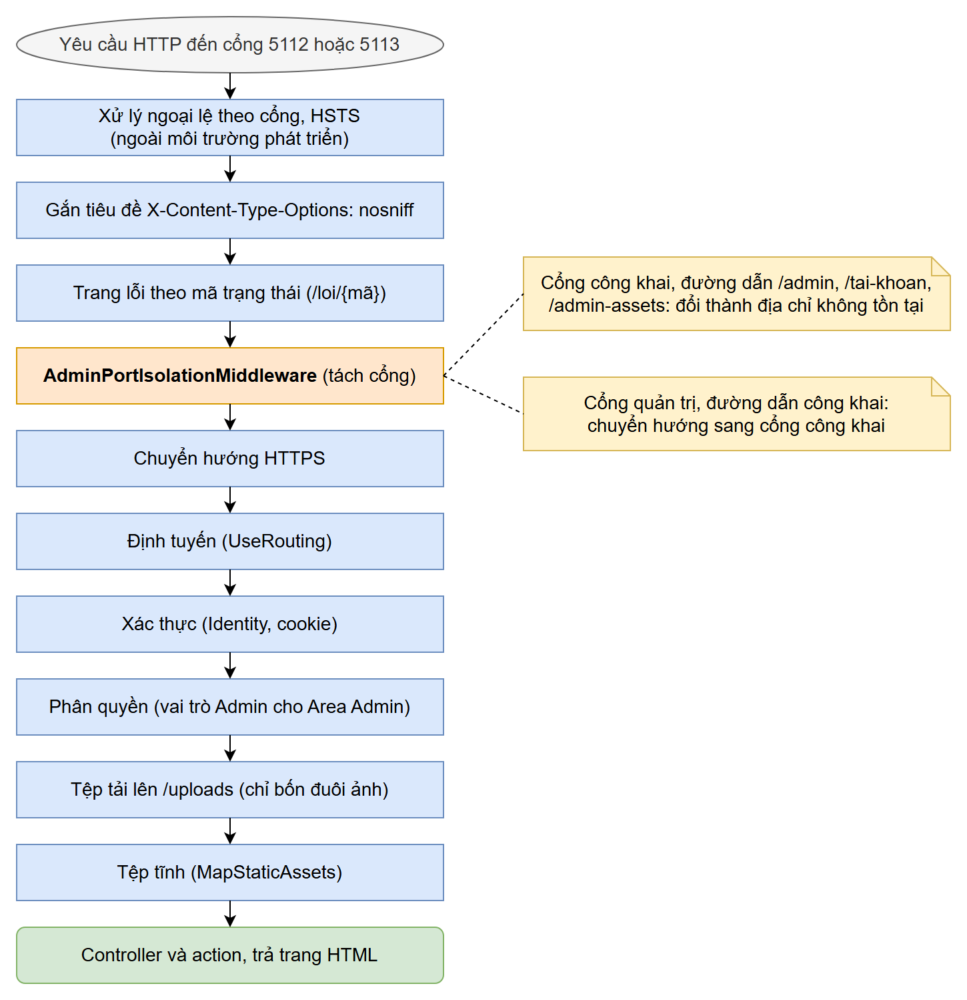 Yêu cầu HTTP đến cổng 5112 hoặc 5113
Xử lý ngoại lệ theo cổng, HSTS
(ngoài môi trường phát triển)
Gắn tiêu đề X-Content-Type-Options: nosniff
Trang lỗi theo mã trạng thái (/loi/{mã})
Cổng công khai, đường dẫn /admin, /tai-khoan,
/admin-assets: đổi thành địa chỉ không tồn tại
AdminPortIsolationMiddleware (tách cổng)
Cổng quản trị, đường dẫn công khai:
chuyển hướng sang cổng công khai
Chuyển hướng HTTPS
Định tuyến (UseRouting)
Xác thực (Identity, cookie)
Phân quyền (vai trò Admin cho Area Admin)
Tệp tải lên /uploads (chỉ bốn đuôi ảnh)
Tệp tĩnh (MapStaticAssets)
Controller và action, trả trang HTML